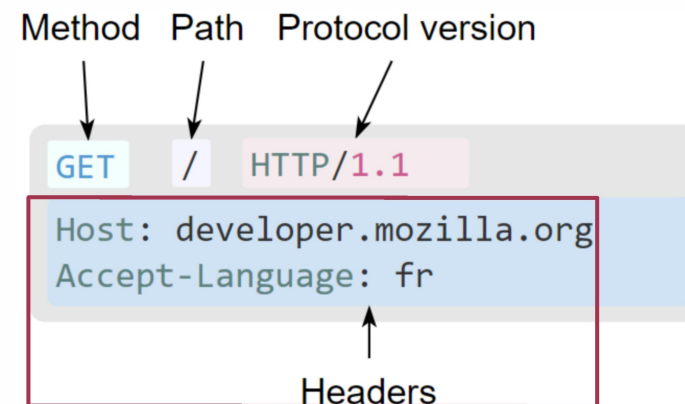 Method Path Protocol version
GET / HTTP/1.1
Host: developer.mozilla.org
Accept-Language: fr
Headers